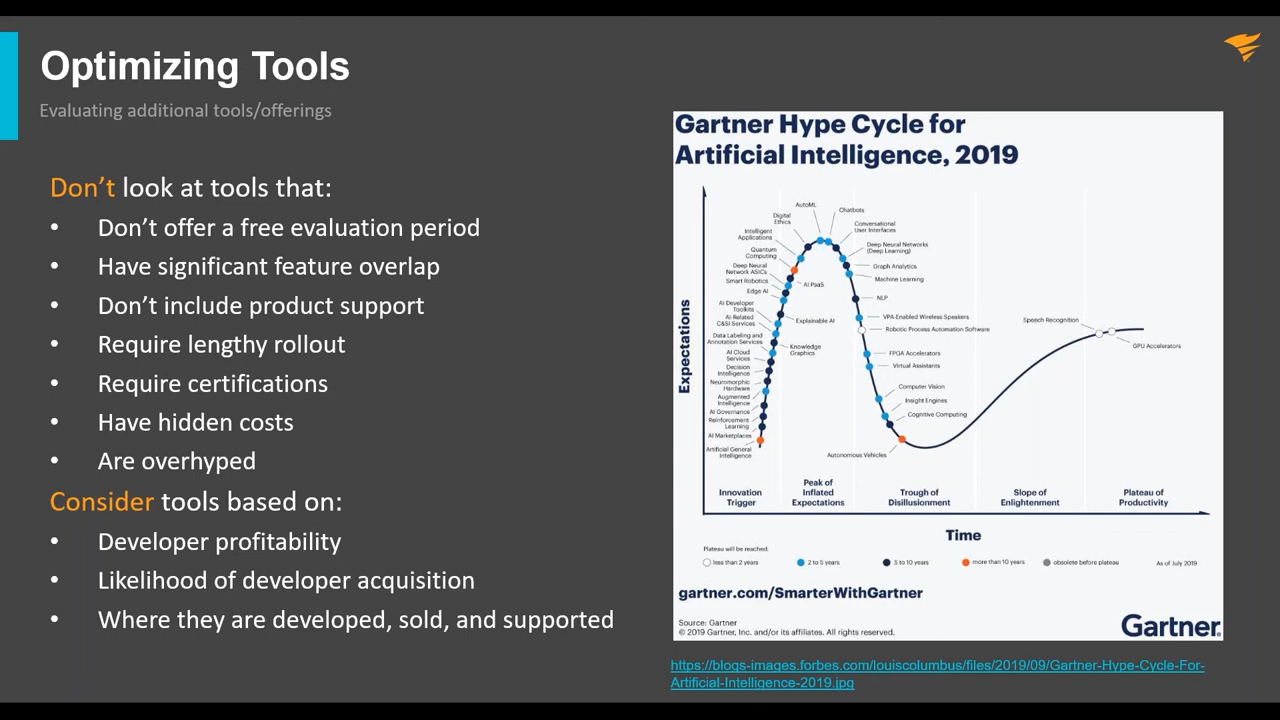 Optimizing Tools
Evaluating additional tools/offerings
Don't look at tools that:
• Don't offer a free evaluation period
• Have significant feature overlap
• Don't include product support
• Require lengthy rollout
• Require certifications
• Have hidden costs
• Are overhyped
Consider tools based on:
• Developer profitability
• Likelihood of developer acquisition
• Where they are developed, sold, and supported
Gartner Hype Cycle for
Artificial Intelligence, 2019
Expectations
AutoML
Digital
Ethics
Intelligent
Applications
Quantum
Computing
Deep Neural
Network ASICs
Smart Robotics
Edge AI
AI Developer
Toolkits
AI-Related
C&SI Services
Data Labeling and
Annotation Services
AI Cloud
Services
Decision
Intelligence
Neuromorphic
Hardware
Augmented
Intelligence
AI Governance
Reinforcement
Learning
AI Marketplaces
Artificial General
Intelligence
AI PaaS
Explainable AI
Knowledge
Graphics
Chatbots
Conversational
User Interfaces
Deep Neural Networks
(Deep Learning)
Graph Analytics
Machine Learning
NLP
VPA-Enabled Wireless Speakers
Robotic Process Automation Software
FPGA Accelerators
Virtual Assistants
Computer Vision
Insight Engines
Cognitive Computing
Autonomous Vehicles
Speech Recognition
GPU Accelerators
Innovation
Trigger
Peak of
Inflated
Expectations
Trough of
Disillusionment
Slope of
Enlightenment
Plateau of
Productivity
Time
Plateau will be reached:
less than 2 years
2 to 5 years
5 to 10 years
more than 10 years
obsolete before plateau
As of July 2019
gartner.com/SmarterWithGartner
Source: Gartner
© 2019 Gartner, Inc. and/or its affiliates. All rights reserved.
Gartner.
https://blogs-images.forbes.com/louiscolumbus/files/2019/09/Gartner-Hype-Cycle-For-
Artificial-Intelligence-2019.jpg